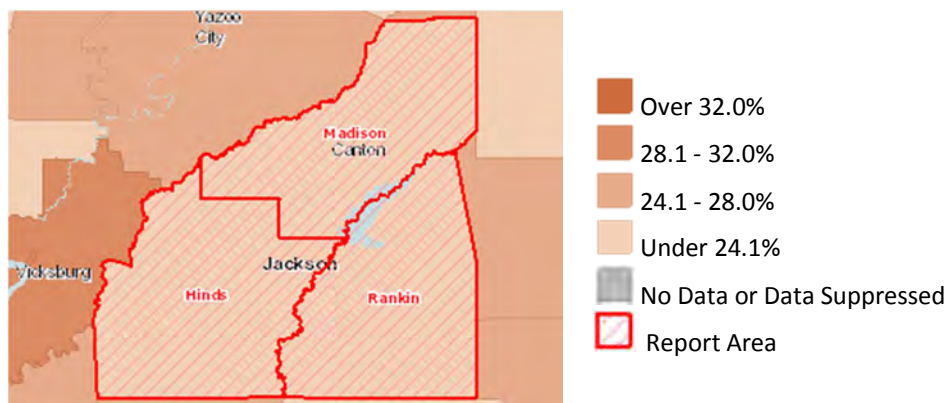 Yazoo
City
Madison
Canton
Vicksburg
Jackson
Hinds
Rankin
Over 32.0%
28.1 - 32.0%
24.1 - 28.0%
Under 24.1%
No Data or Data Suppressed
Report Area